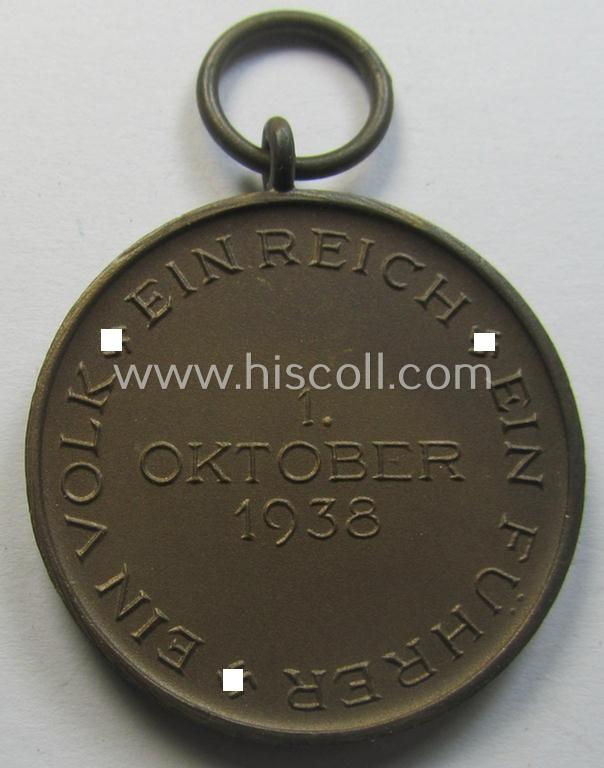 EIN VOLK EIN REICH EIN FÜHRER
www.hiscoll.com
1.
OKTOBER
1938